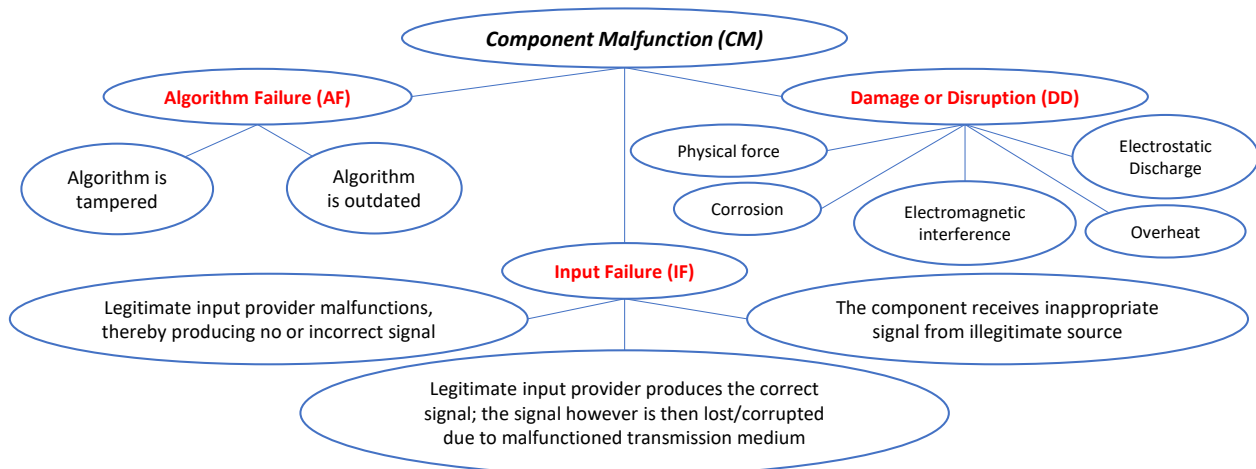 Component Malfunction (CM)
Algorithm Failure (AF)
Damage or Disruption (DD)
Algorithm is
tampered
Algorithm
is outdated
Physical force
Corrosion
Electromagnetic
interference
Electrostatic
Discharge
Overheat
Input Failure (IF)
Legitimate input provider malfunctions,
thereby producing no or incorrect signal
The component receives inappropriate
signal from illegitimate source
Legitimate input provider produces the correct
signal; the signal however is then lost/corrupted
due to malfunctioned transmission medium